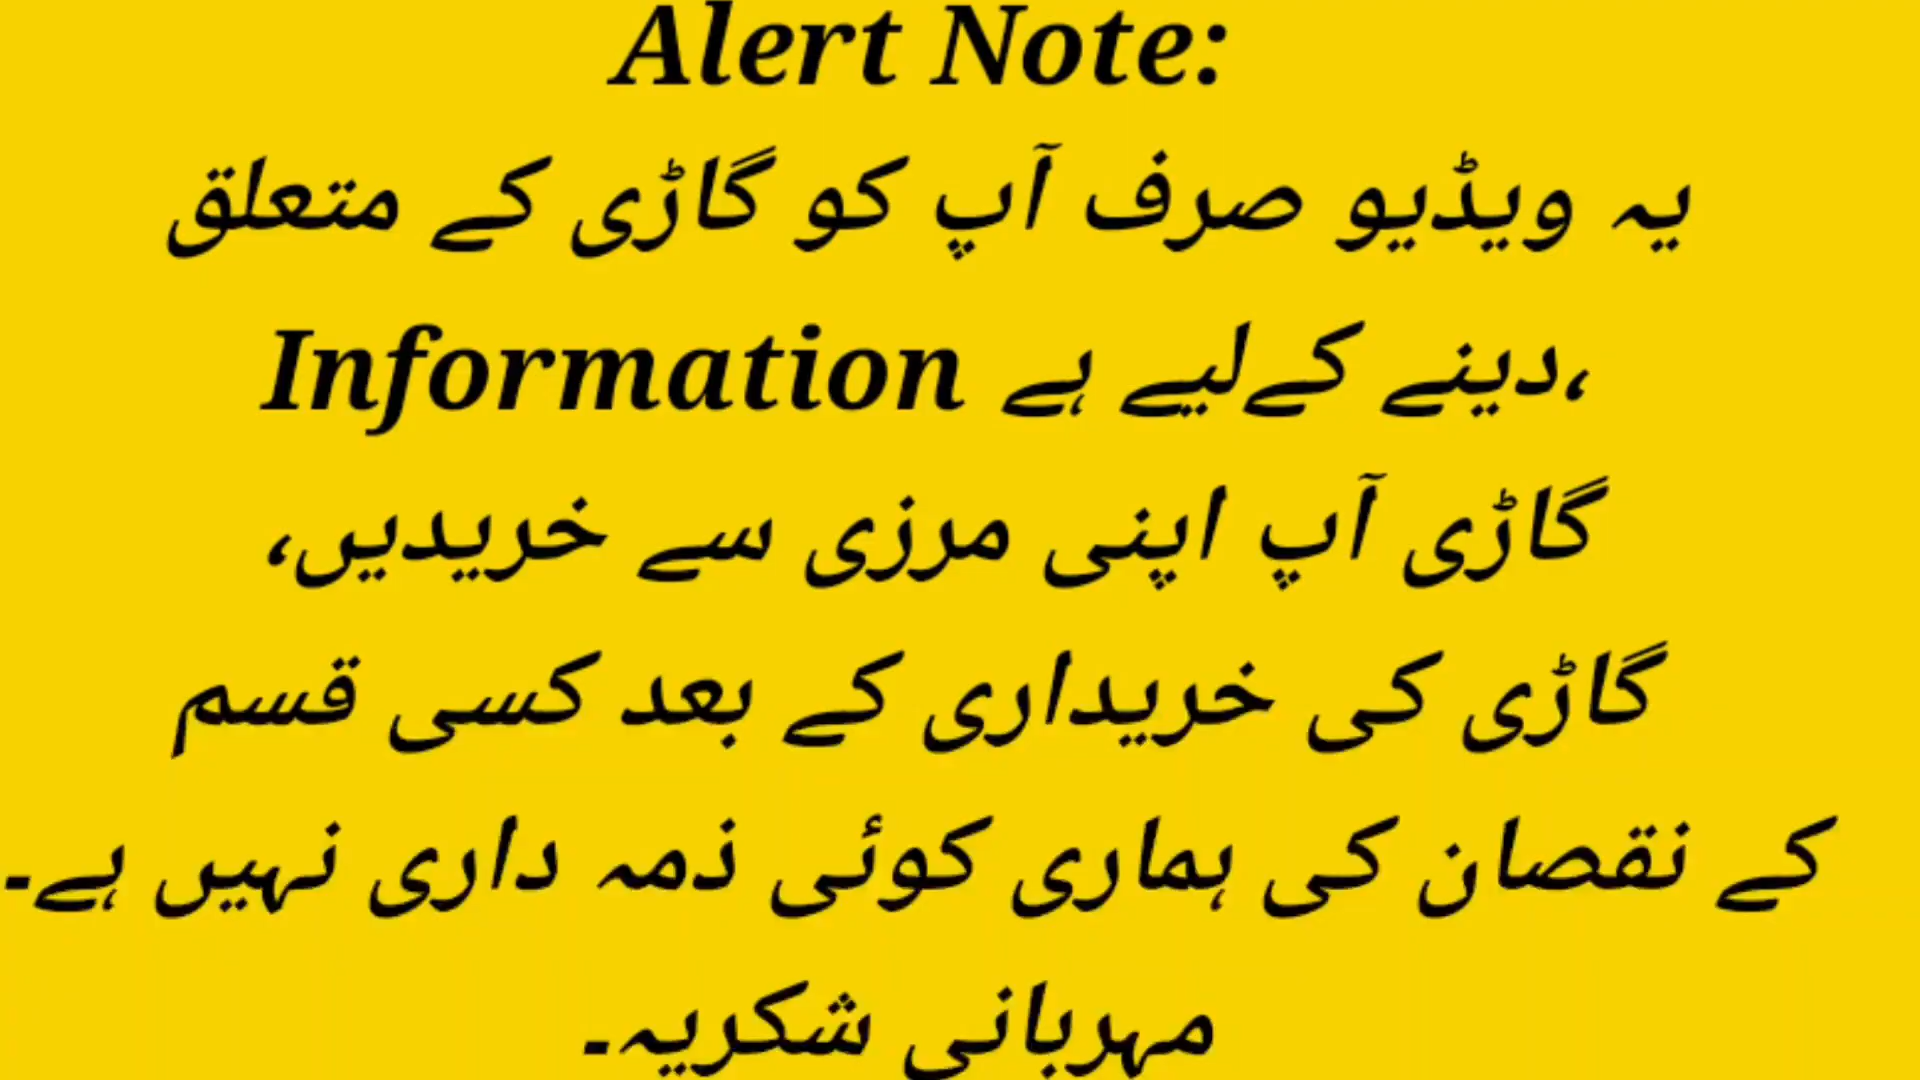 Alert Note:
یہ ویڈیو صرف آپ کو گاڑی کے متعلق
،دینے کےلیے ہے Information
گاڑی آپ اپنی مرزی سے خریدیں،
گاڑی کی خریداری کے بعد کسی قسم
کے نقصان کی ہماری کوئی ذمہ داری نہیں ہے۔
مہربانی شکریہ۔